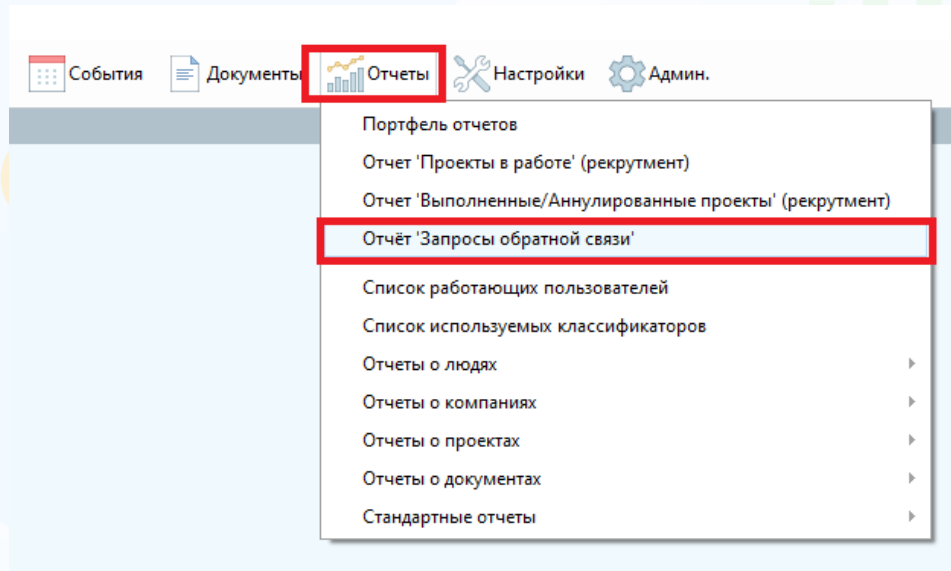 События Документы Отчеты Настройки Админ.
Портфель отчетов
Отчет 'Проекты в работе' (рекрутмент)
Отчет 'Выполненные/Аннулированные проекты' (рекрутмент)
Отчёт 'Запросы обратной связи'
Список работающих пользователей
Список используемых классификаторов
Отчеты о людях
Отчеты о компаниях
Отчеты о проектах
Отчеты о документах
Стандартные отчеты